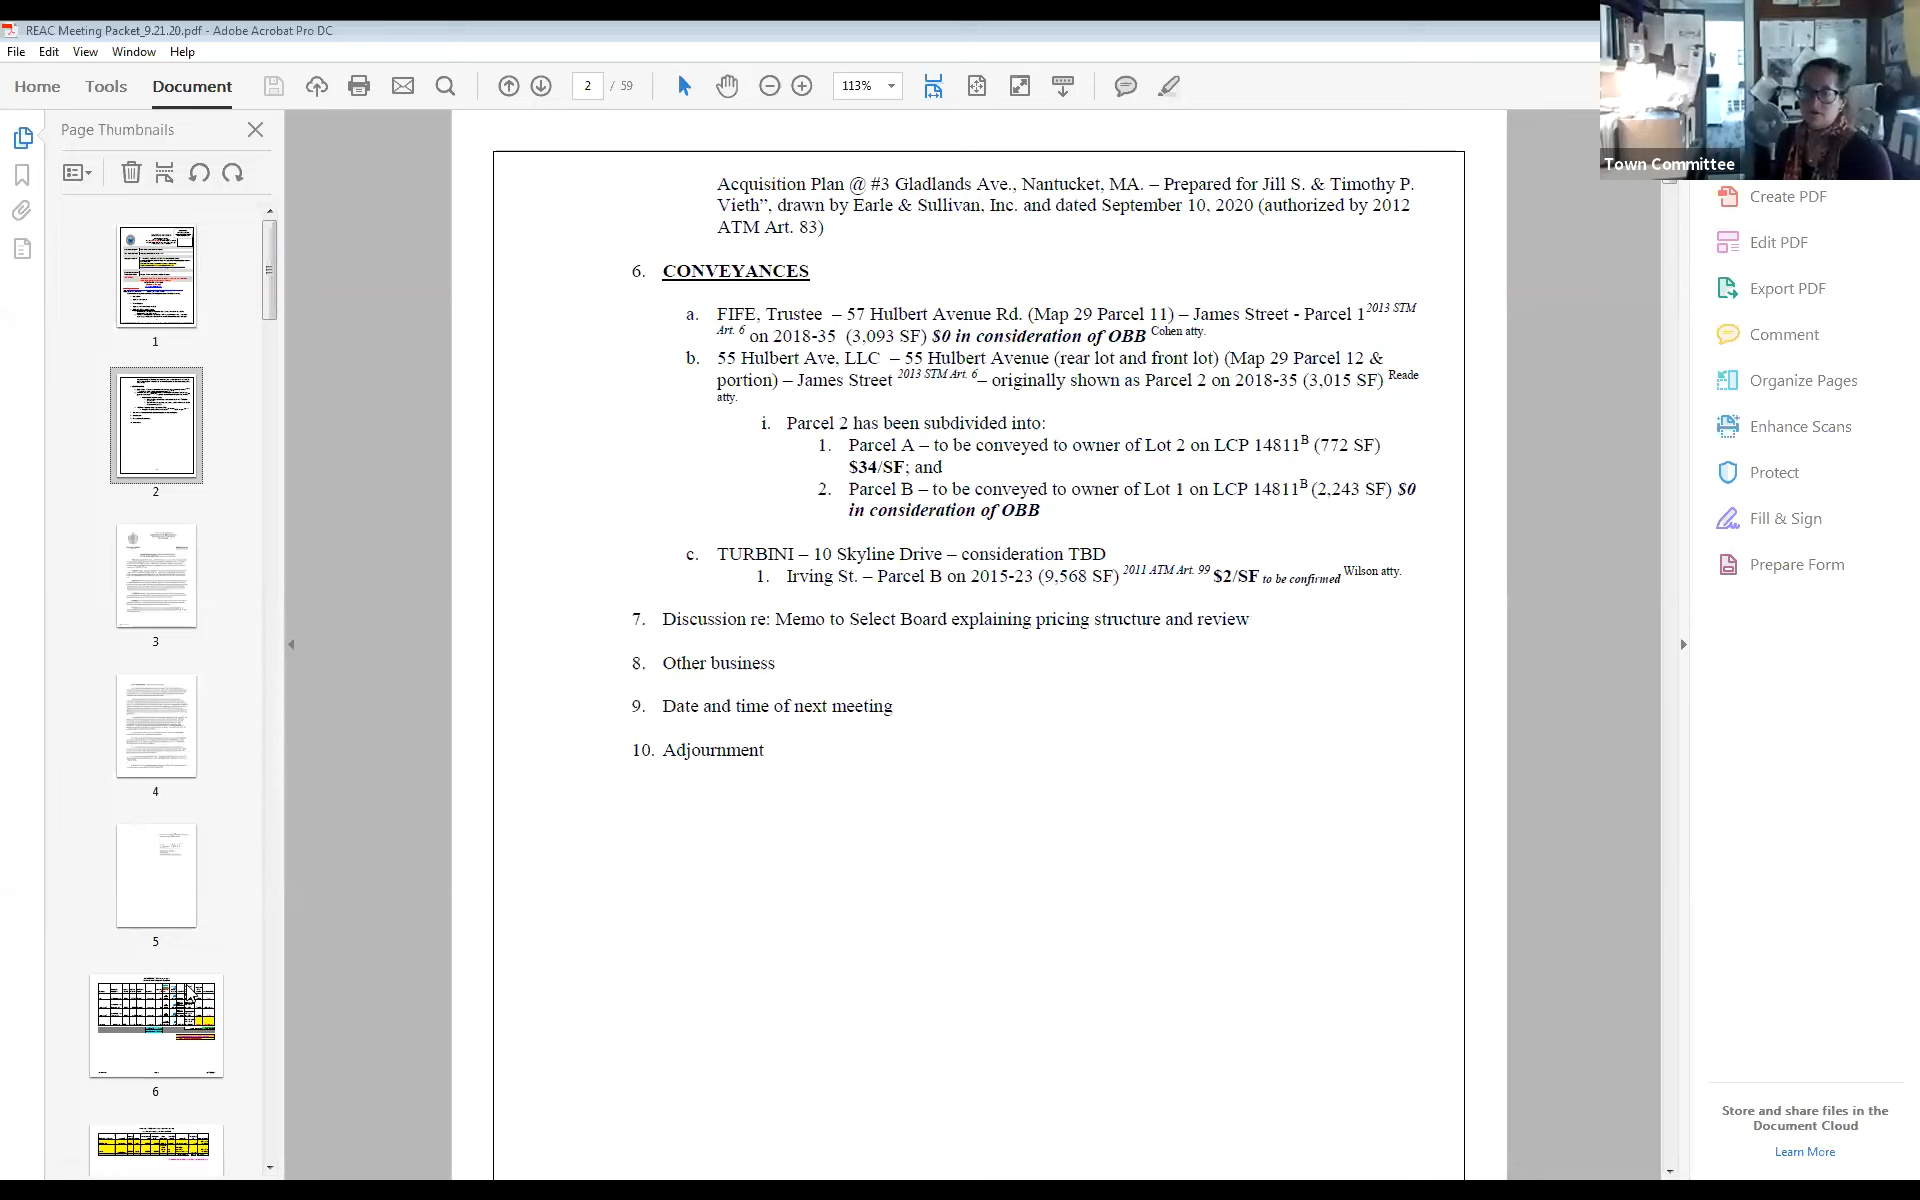 REAC Meeting Packet_9.21.20.pdf - Adobe Acrobat Pro DC
File Edit View Window Help
Home Tools Document 2 / 59 113%
Town Committee
Page Thumbnails
1
2
3
4
5
6
Acquisition Plan @ #3 Gladlands Ave., Nantucket, MA. – Prepared for Jill S. & Timothy P.
Vieth”, drawn by Earle & Sullivan, Inc. and dated September 10, 2020 (authorized by 2012
ATM Art. 83)
6. CONVEYANCES
a. FIFE, Trustee – 57 Hulbert Avenue Rd. (Map 29 Parcel 11) – James Street - Parcel 1 2013 STM
Art. 6 on 2018-35 (3,093 SF) $0 in consideration of OBB Cohen atty.
b. 55 Hulbert Ave, LLC – 55 Hulbert Avenue (rear lot and front lot) (Map 29 Parcel 12 &
portion) – James Street 2013 STM Art. 6 – originally shown as Parcel 2 on 2018-35 (3,015 SF) Reade
atty.
i. Parcel 2 has been subdivided into:
1. Parcel A – to be conveyed to owner of Lot 2 on LCP 14811B (772 SF)
$34/SF; and
2. Parcel B – to be conveyed to owner of Lot 1 on LCP 14811B (2,243 SF) $0
in consideration of OBB
c. TURBINI – 10 Skyline Drive – consideration TBD
1. Irving St. – Parcel B on 2015-23 (9,568 SF) 2011 ATM Art. 99 $2/SF to be confirmed Wilson atty.
7. Discussion re: Memo to Select Board explaining pricing structure and review
8. Other business
9. Date and time of next meeting
10. Adjournment
Create PDF
Edit PDF
Export PDF
Comment
Organize Pages
Enhance Scans
Protect
Fill & Sign
Prepare Form
Store and share files in the
Document Cloud
Learn More